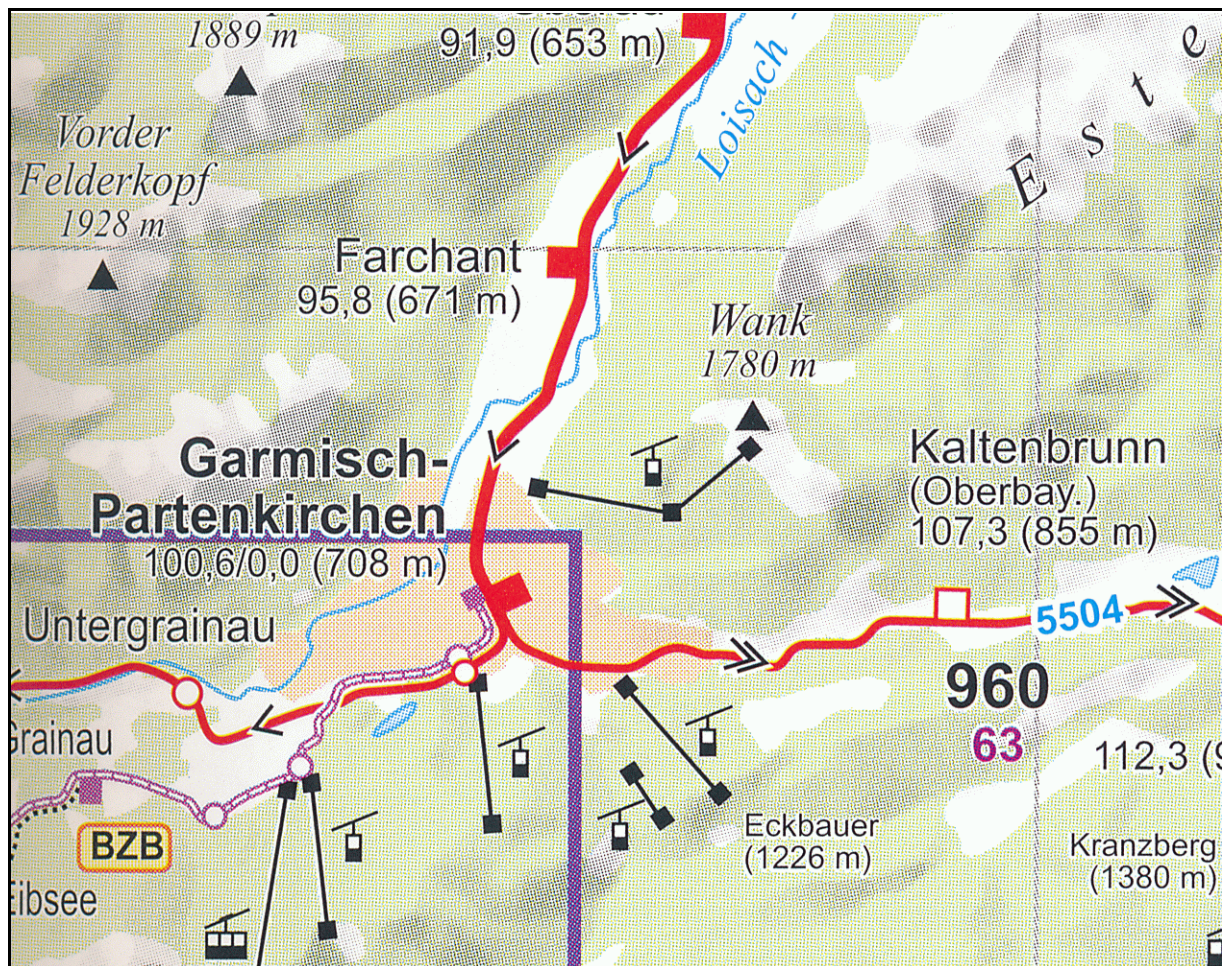 1889 m
91,9 (653 m)
Loisach
E s t e
Vorder
Felderkopf
1928 m
Farchant
95,8 (671 m)
Wank
1780 m
Garmisch-
Partenkirchen
100,6/0,0 (708 m)
Kaltenbrunn
(Oberbay.)
107,3 (855 m)
Untergrainau
5504
960
63
Grainau
112,3 (9
BZB
Eckbauer
(1226 m)
Kranzberg
(1380 m)
Eibsee